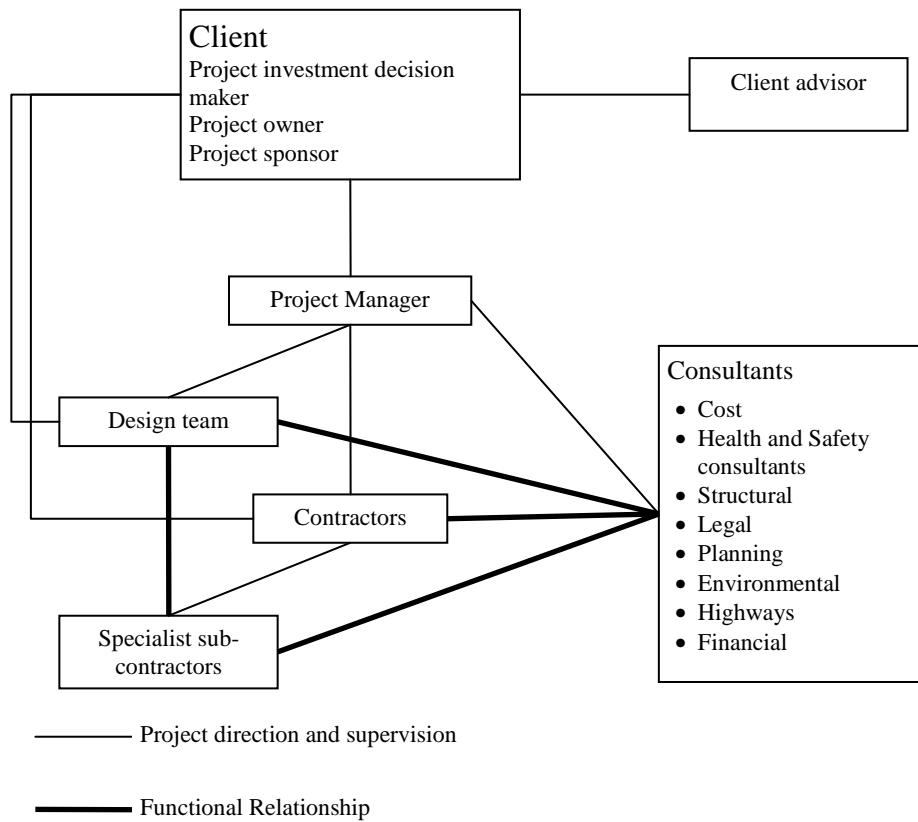 Client
Project investment decision
maker
Project owner
Project sponsor
Client advisor
Project Manager
Design team
Contractors
Specialist sub-
contractors
Consultants
• Cost
• Health and Safety
consultants
• Structural
• Legal
• Planning
• Environmental
• Highways
• Financial
Project direction and supervision
Functional Relationship